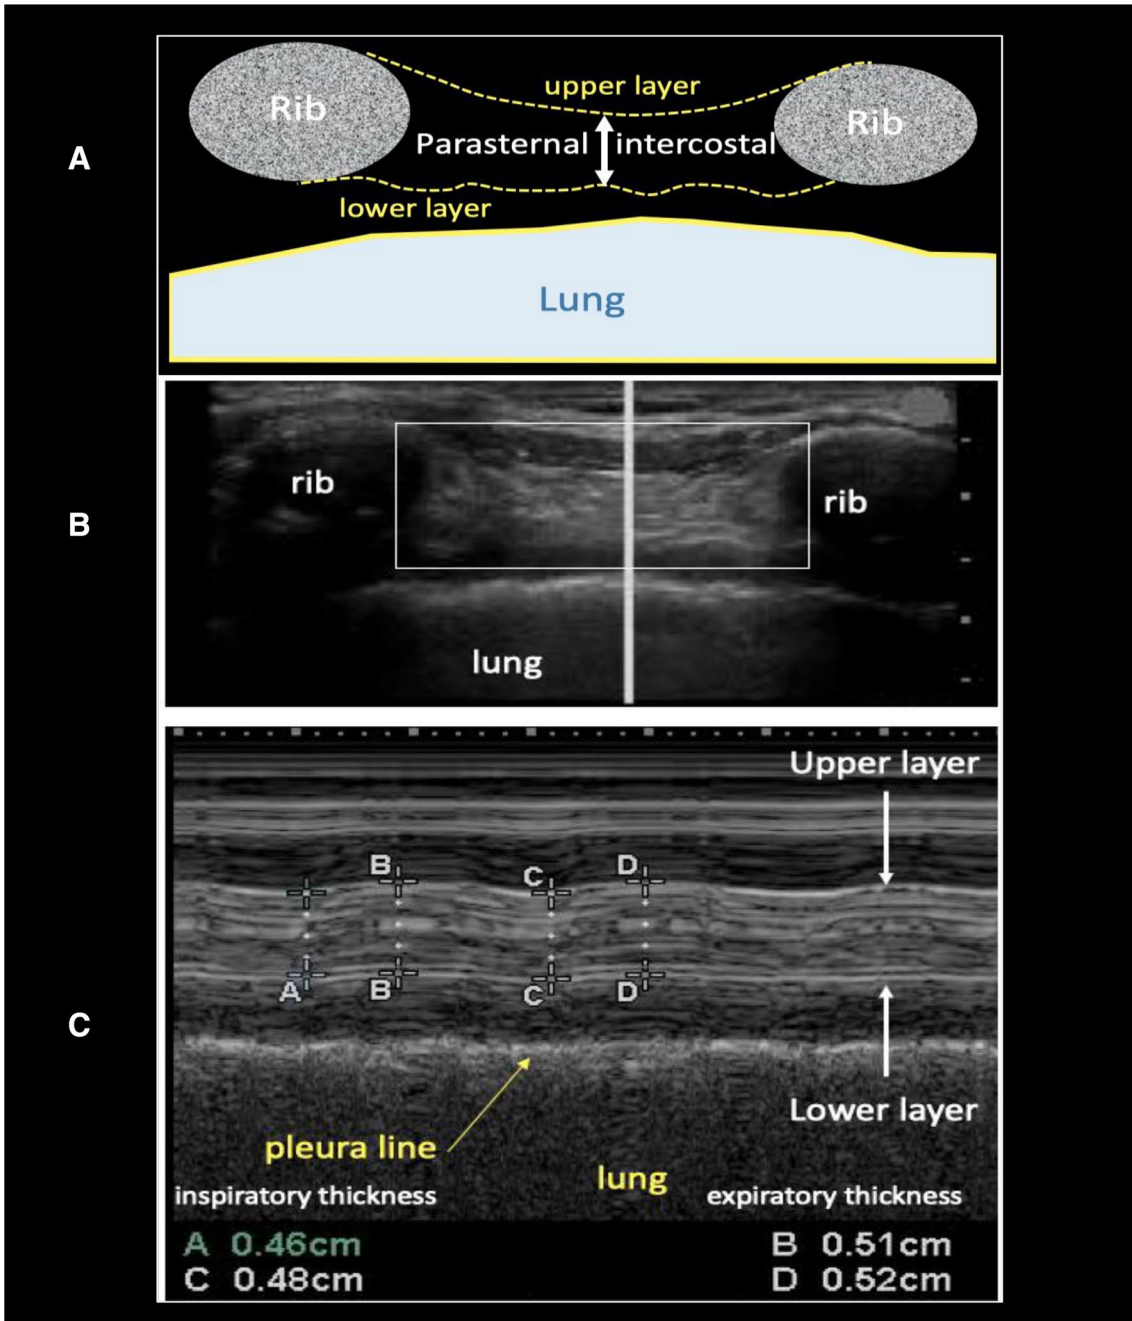 A
Rib
upper layer
Rib
Parasternal intercostal
lower layer
Lung
B
rib
rib
lung
C
Upper layer
B
C
D
A
B
C
D
Lower layer
pleura line
lung
inspiratory thickness
expiratory thickness
A 0.46cm
B 0.51cm
C 0.48cm
D 0.52cm